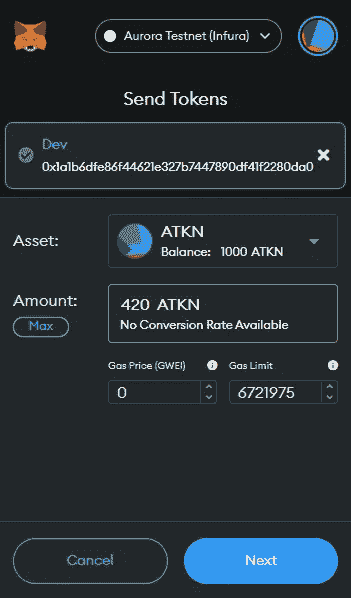 Aurora Testnet (Infura)
Send Tokens
Dev
0x1a1b6dfe86f44621e327b7447890df41f2280da0
Asset:
ATKN
Balance: 1000 ATKN
Amount:
Max
420 ATKN
No Conversion Rate Available
Gas Price (GWEI)
Gas Limit
0
6721975
Cancel
Next